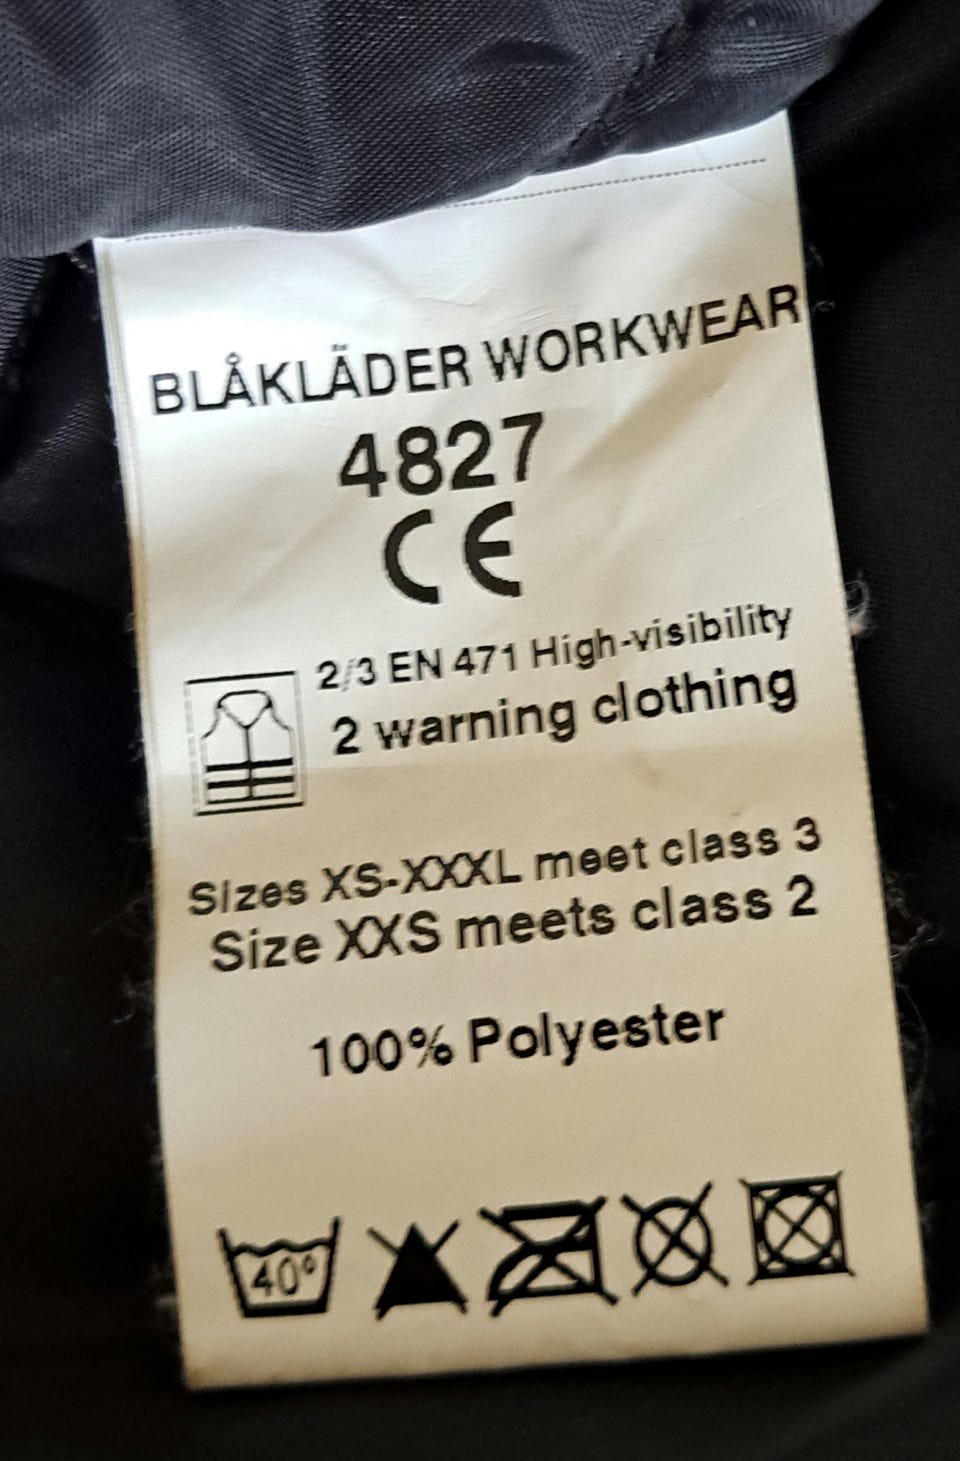 BLÅKLÄDER WORKWEAR
4827
CE
2/3 EN 471 High-visibility
2 warning clothing
Sizes XS-XXXL meet class 3
Size XXS meets class 2
100% Polyester
40°